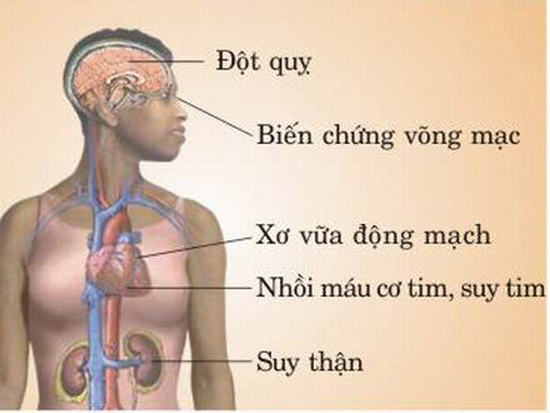 Đột quỵ
Biến chứng võng mạc
Xơ vữa động mạch
Nhồi máu cơ tim, suy tim
Suy thận